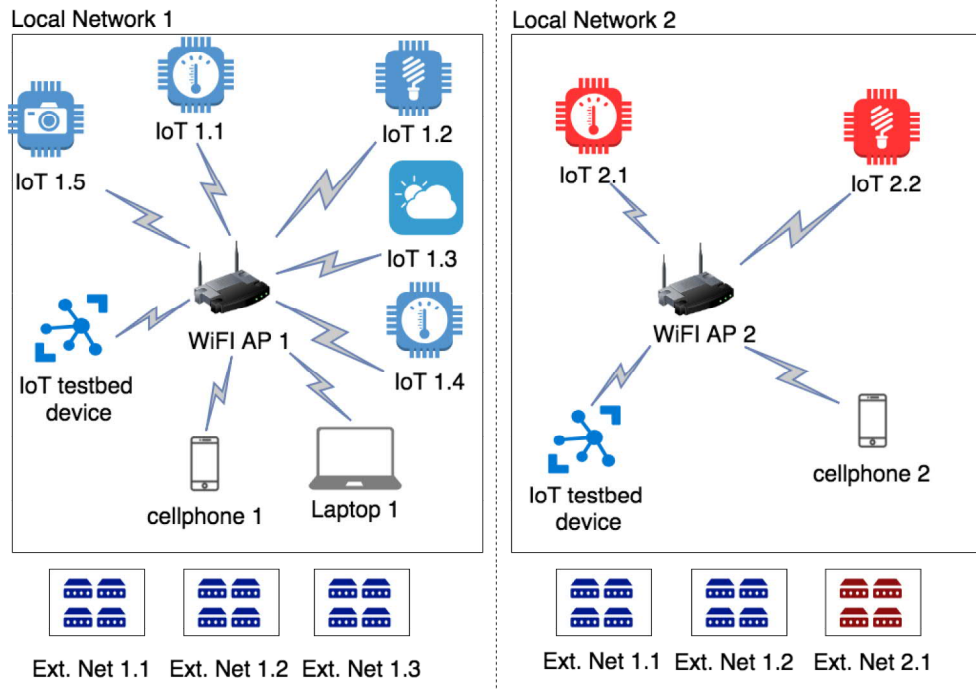 Local Network 1
IoT 1.1
IoT 1.2
IoT 1.5
IoT 1.3
WiFI AP 1
IoT 1.4
IoT testbed
device
cellphone 1
Laptop 1
Ext. Net 1.1
Ext. Net 1.2
Ext. Net 1.3
Local Network 2
IoT 2.1
IoT 2.2
WiFI AP 2
cellphone 2
IoT testbed
device
Ext. Net 1.1
Ext. Net 1.2
Ext. Net 2.1